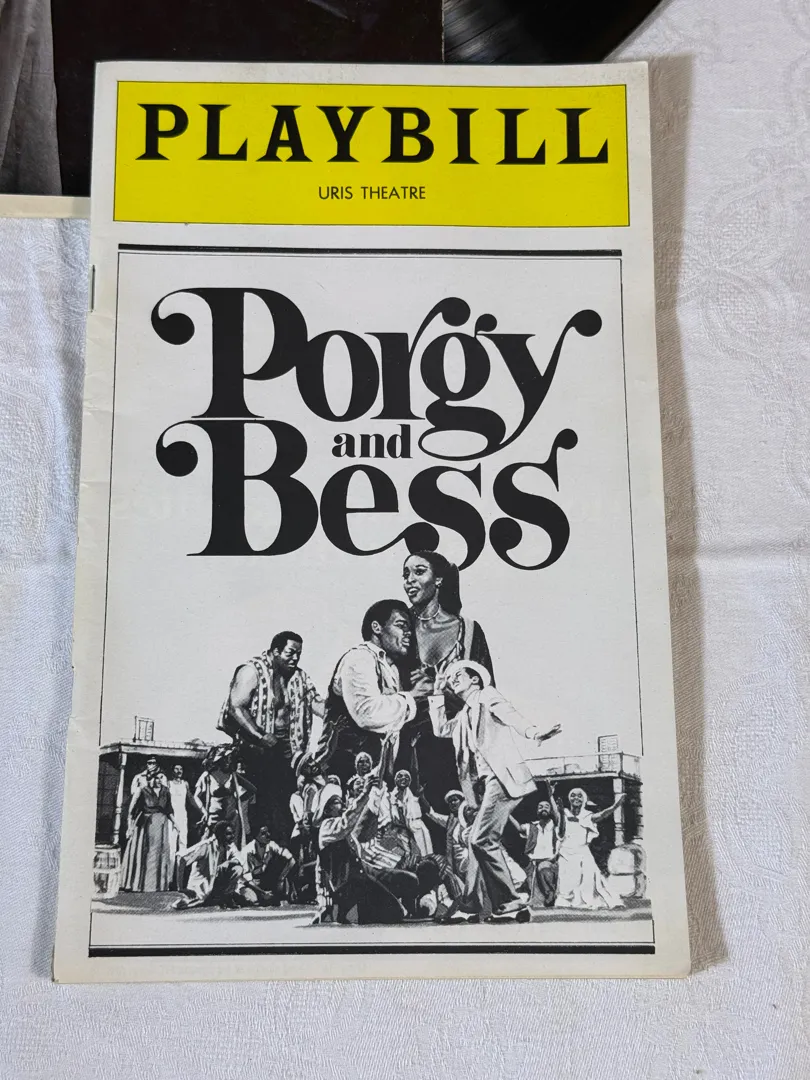 PLAYBILL
URIS THEATRE
Porgy
and
Bess